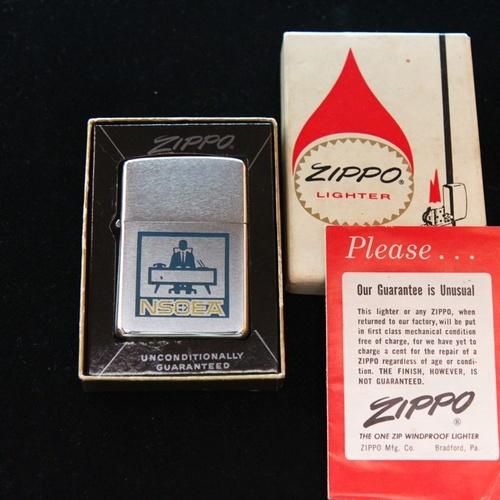 ZIPPO®
NSOEA
UNCONDITIONALLY
GUARANTEED
ZIPPO®
LIGHTER
Please...
Our Guarantee is Unusual
This lighter or any ZIPPO, when
returned to our factory, will be put
in first class mechanical condition
free of charge, for we have yet to
charge a cent for the repair of a
ZIPPO regardless of age or condi-
tion. THE FINISH, HOWEVER, IS
NOT GUARANTEED.
ZIPPO®
THE ONE ZIP WINDPROOF LIGHTER
ZIPPO Mfg. Co. Bradford, Pa.